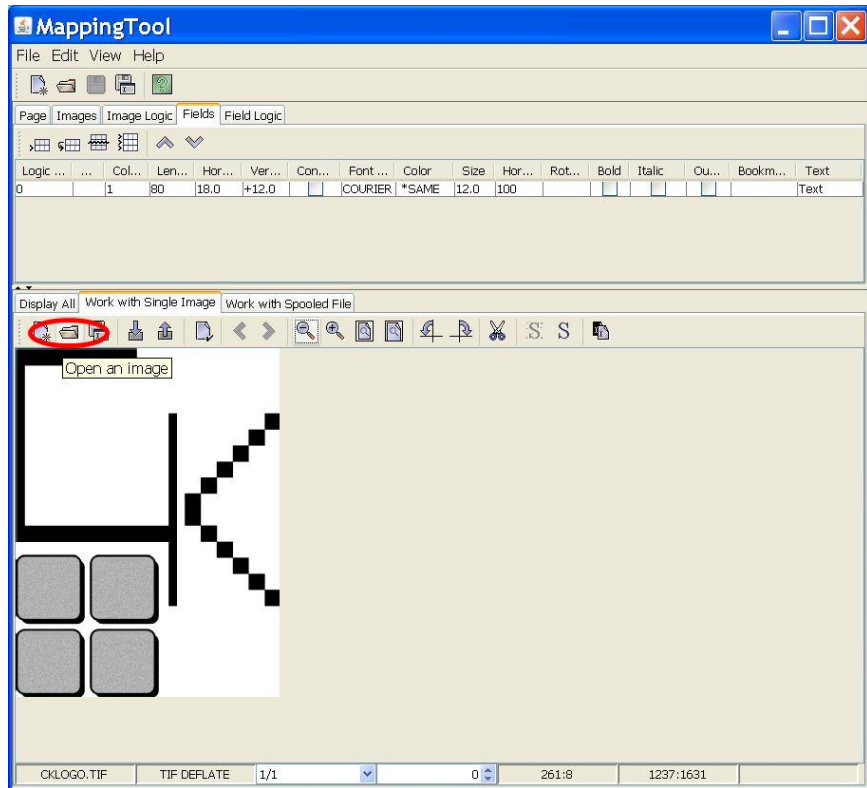 MappingTool
File Edit View Help
Page Images Image Logic Fields Field Logic
Logic ... ... Col... Len... Hor... Ver... Con... Font ... Color Size Hor... Rot... Bold Italic Ou... Bookm... Text
0 1 80 18.0 +12.0 COURIER *SAME 12.0 100 Text
Display All Work with Single Image Work with Spooled File
S S
Open an image
CKLOGO.TIF TIF DEFLATE 1/1 0 261:8 1237:1631